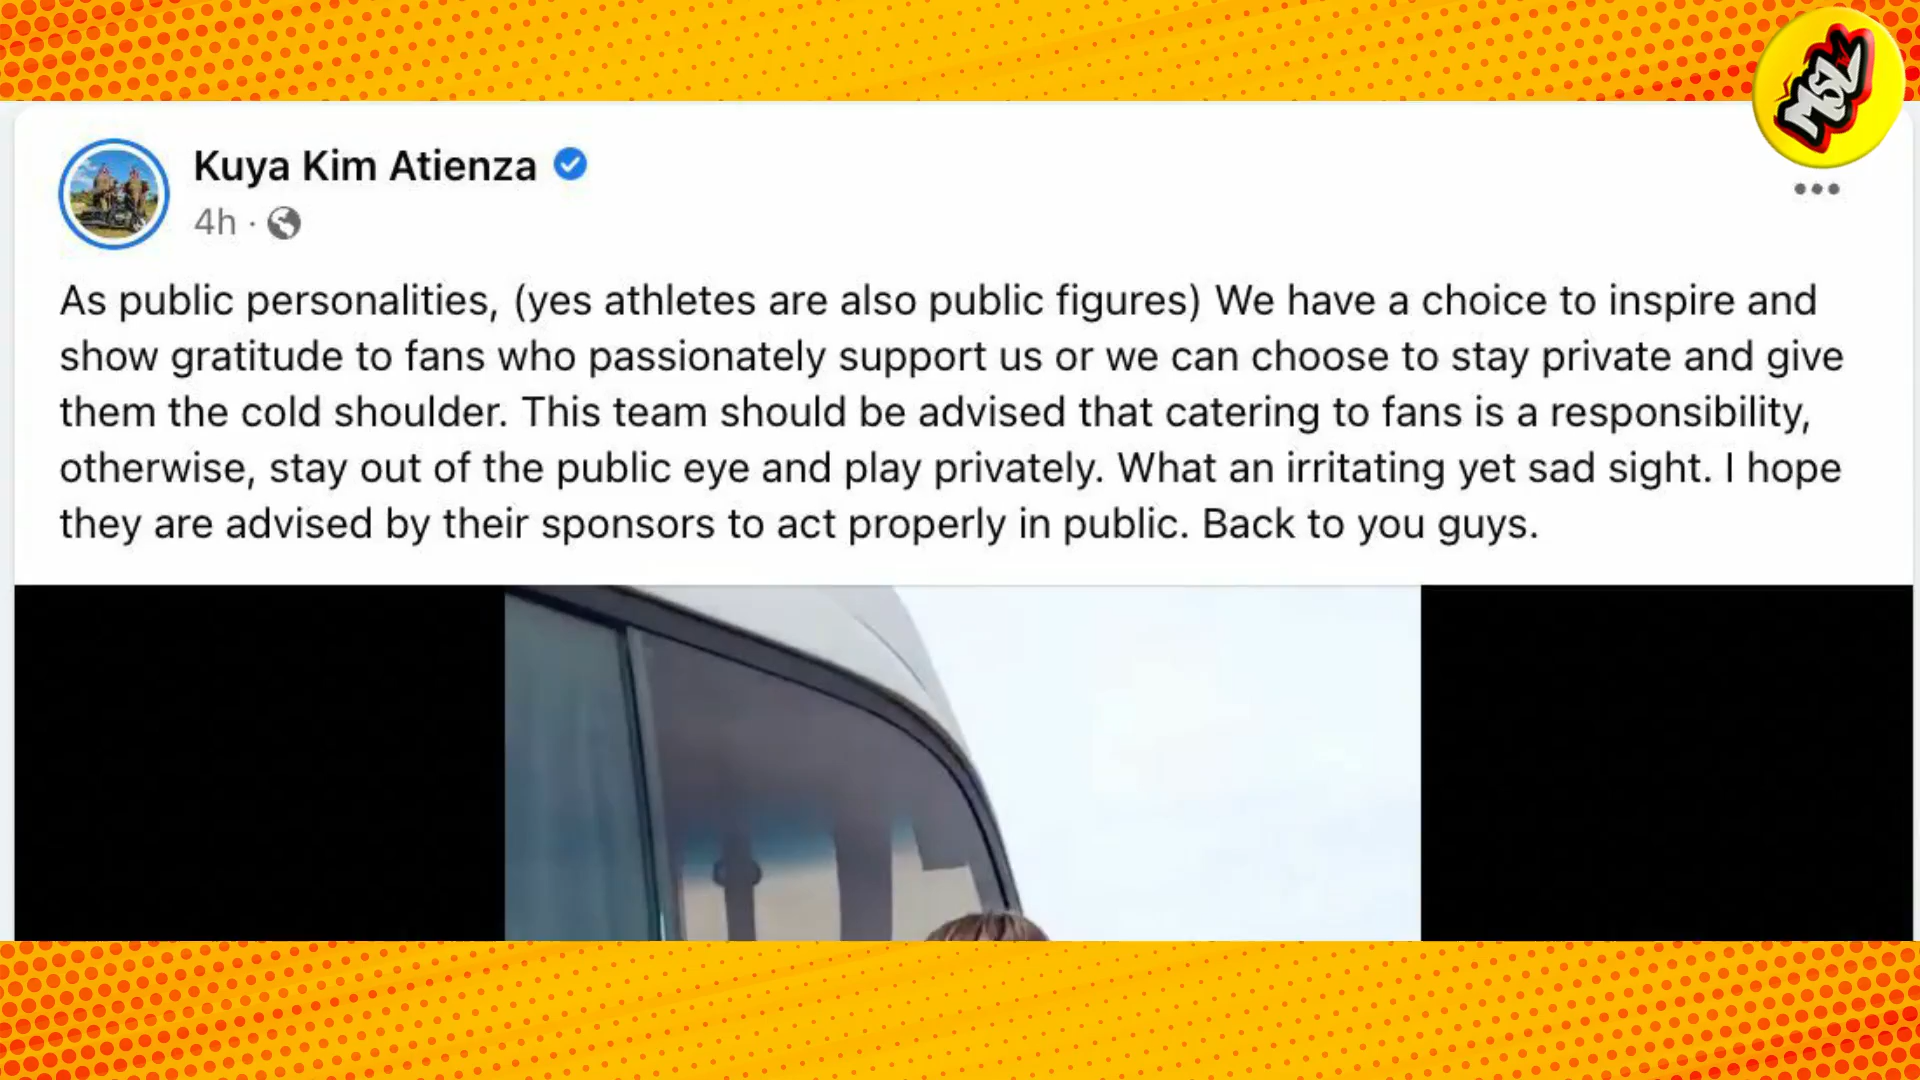 MSV
Kuya Kim Atienza
4h ·
As public personalities, (yes athletes are also public figures) We have a choice to inspire and
show gratitude to fans who passionately support us or we can choose to stay private and give
them the cold shoulder. This team should be advised that catering to fans is a responsibility,
otherwise, stay out of the public eye and play privately. What an irritating yet sad sight. I hope
they are advised by their sponsors to act properly in public. Back to you guys.